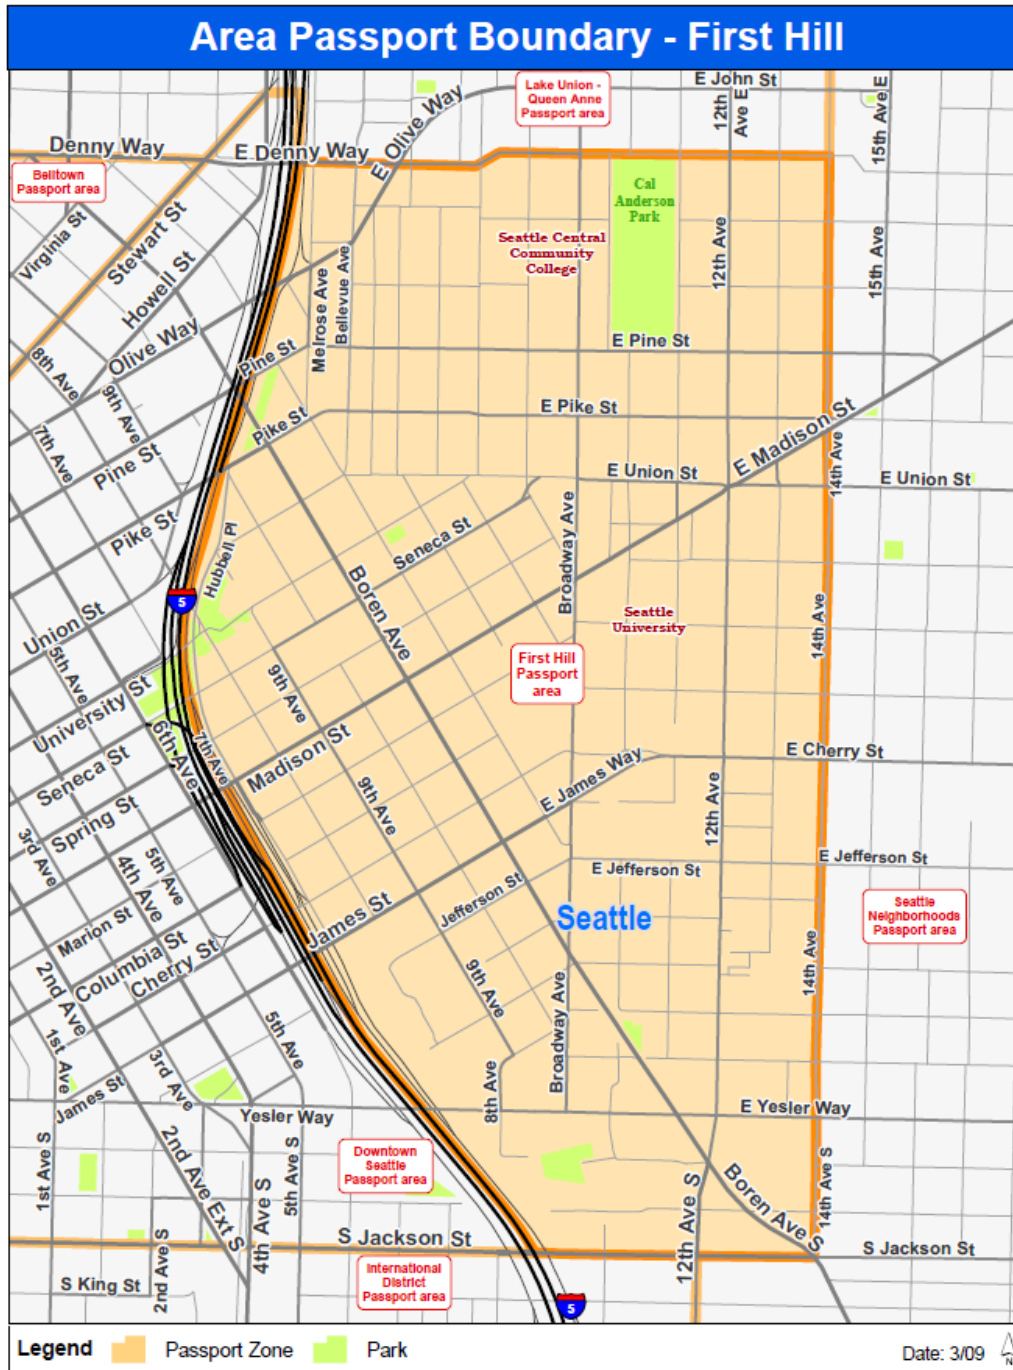 Area Passport Boundary - First Hill
E John St
Lake Union -
Queen Anne
Passport area
12th
Ave E
15th Ave E
E Olive Way
Denny Way
E Denny Way
Belltown
Passport area
Cal
Anderson
Park
Virginia St
Stewart St
Howell St
Seattle Central
Community
College
12th Ave
15th Ave
Melrose Ave
Bellevue Ave
Olive Way
Pine St
E Pine St
8th Ave
9th Ave
7th Ave
Pine St
Pike St
E Pike St
E Madison St
14th Ave
E Union St
E Union St
Pike St
Hubbell Pl
Seneca St
Broadway Ave
Boren Ave
5
Union St
Seattle
University
14th Ave
5th Ave
First Hill
Passport
area
9th Ave
University St
6th Ave
7th Ave
Madison St
Seneca St
E James Way
E Cherry St
9th Ave
12th Ave
Spring St
3rd Ave
4th Ave
5th Ave
E Jefferson St
E Jefferson St
Jefferson St
Seattle
Seattle
Neighborhoods
Passport area
Marion St
James St
Columbia St
Cherry St
14th Ave
2nd Ave
9th Ave
Broadway Ave
5th Ave
1st Ave
3rd Ave
8th Ave
James St
Yesler Way
E Yesler Way
Downtown
Seattle
Passport area
1st Ave S
2nd Ave Ext S
5th Ave S
4th Ave S
12th Ave S
Boren Ave S
14th Ave S
S Jackson St
S Jackson St
2nd Ave S
S King St
International
District
Passport area
5
Legend
Passport Zone
Park
Date: 3/09
N